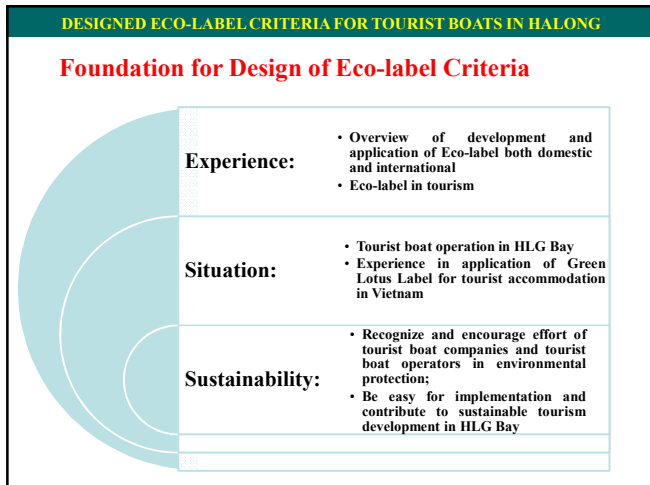 DESIGNED ECO-LABEL CRITERIA FOR TOURIST BOATS IN HALONG
Foundation for Design of Eco-label Criteria
Experience:
• Overview of development and
application of Eco-label both domestic
and international
• Eco-label in tourism
Situation:
• Tourist boat operation in HLG Bay
• Experience in application of Green
Lotus Label for tourist accommodation
in Vietnam
Sustainability:
• Recognize and encourage effort of
tourist boat companies and tourist
boat operators in environmental
protection;
• Be easy for implementation and
contribute to sustainable tourism
development in HLG Bay